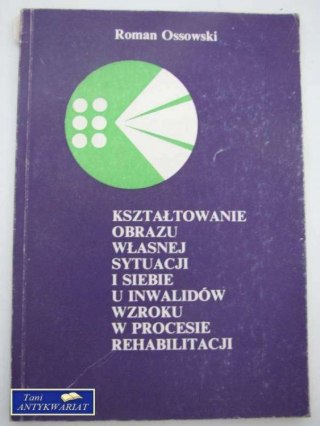 Roman Ossowski
KSZTAŁTOWANIE
OBRAZU
WŁASNEJ
SYTUACJI
I SIEBIE
U INWALIDÓW
WZROKU
W PROCESIE
REHABILITACJI
Tani
ANTYKWARIAT